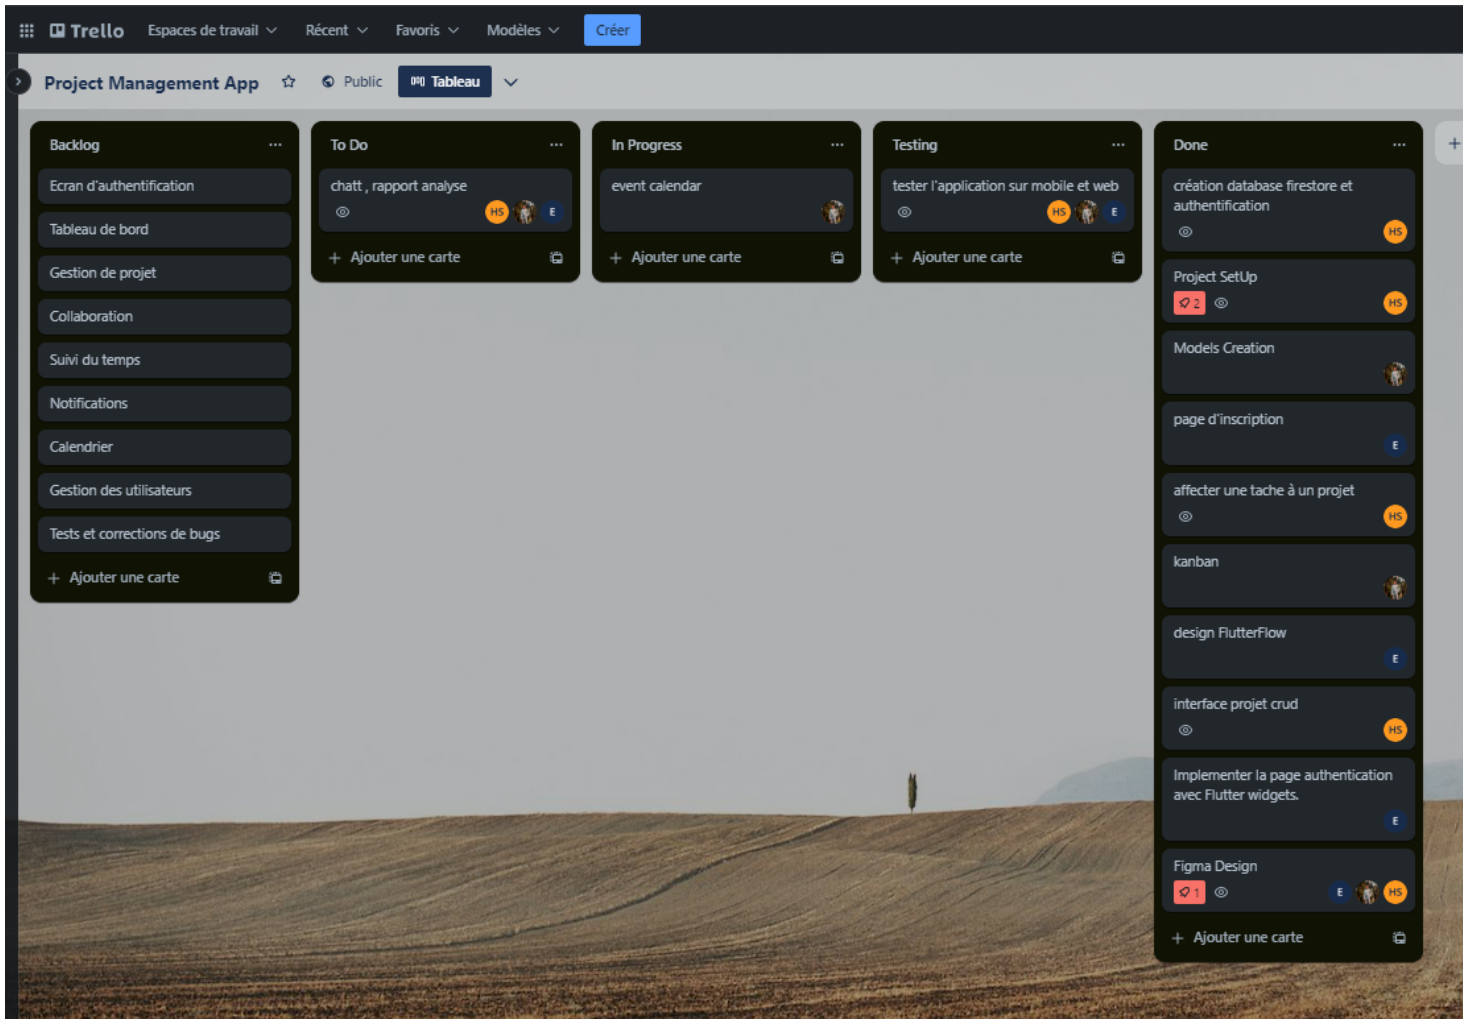 Trello Espaces de travail Récent Favoris Modèles Créer
Project Management App Public Tableau
Backlog
Ecran d'authentification
Tableau de bord
Gestion de projet
Collaboration
Suivi du temps
Notifications
Calendrier
Gestion des utilisateurs
Tests et corrections de bugs
+ Ajouter une carte
To Do
chatt , rapport analyse
HS E
+ Ajouter une carte
In Progress
event calendar
+ Ajouter une carte
Testing
tester l'application sur mobile et web
HS E
+ Ajouter une carte
Done
création database firestore et
authentification
HS
Project SetUp
2 HS
Models Creation
page d'inscription
E
affecter une tache à un projet
HS
kanban
design FlutterFlow
E
interface projet crud
HS
Implementer la page authentication
avec Flutter widgets.
E
Figma Design
1 E HS
+ Ajouter une carte